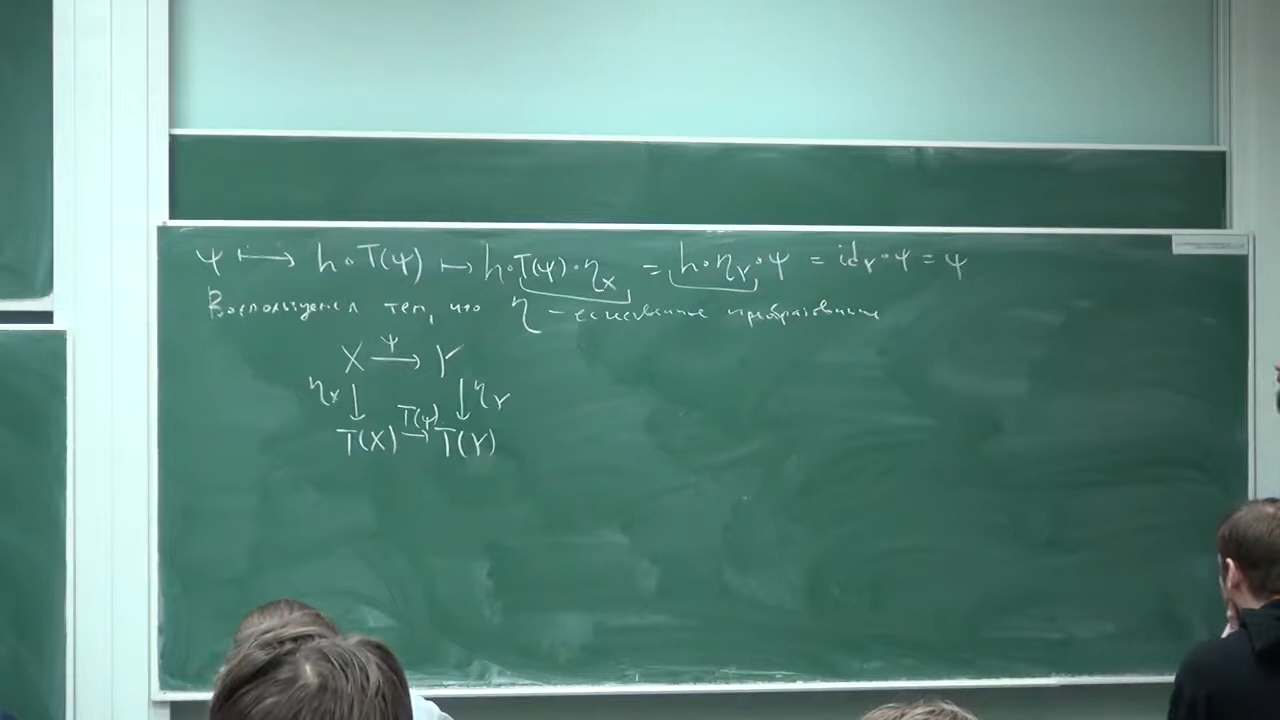 ψ ⟼ h∘T(ψ) ⟼ h∘T(ψ)∘η_X = h∘η_Y∘ψ = id_Y∘ψ = ψ
Воспользуемся тем, что η – естественное преобразование
X ψ→ Y
η_X ↓ ↓ η_Y
T(X) T(ψ)→ T(Y)